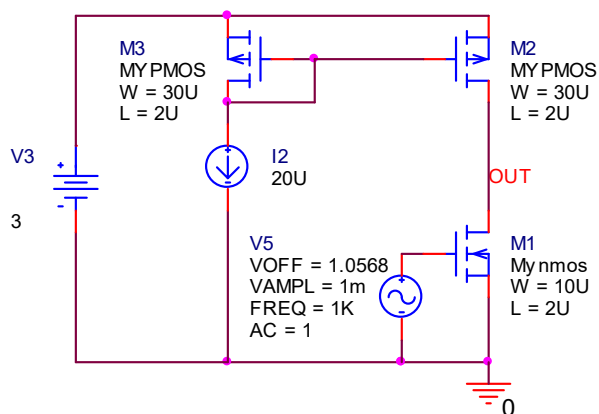 M3
MYPMOS
W = 30U
L = 2U
M2
MYPMOS
W = 30U
L = 2U
V3
3
I2
20U
OUT
V5
VOFF = 1.0568
VAMPL = 1m
FREQ = 1K
AC = 1
M1
Mynmos
W = 10U
L = 2U
0